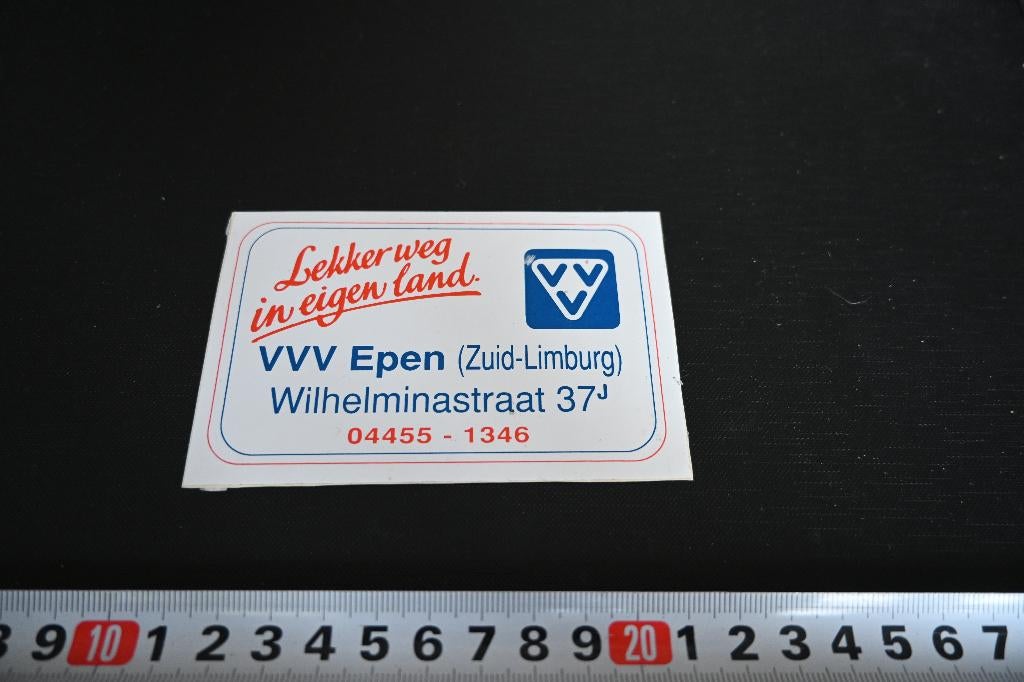 Lekker weg
in eigen land.
VVV
VVV Epen (Zuid-Limburg)
Wilhelminastraat 37ᴶ
04455 - 1346
9 10 1 2 3 4 5 6 7 8 9 20 1 2 3 4 5 6 7